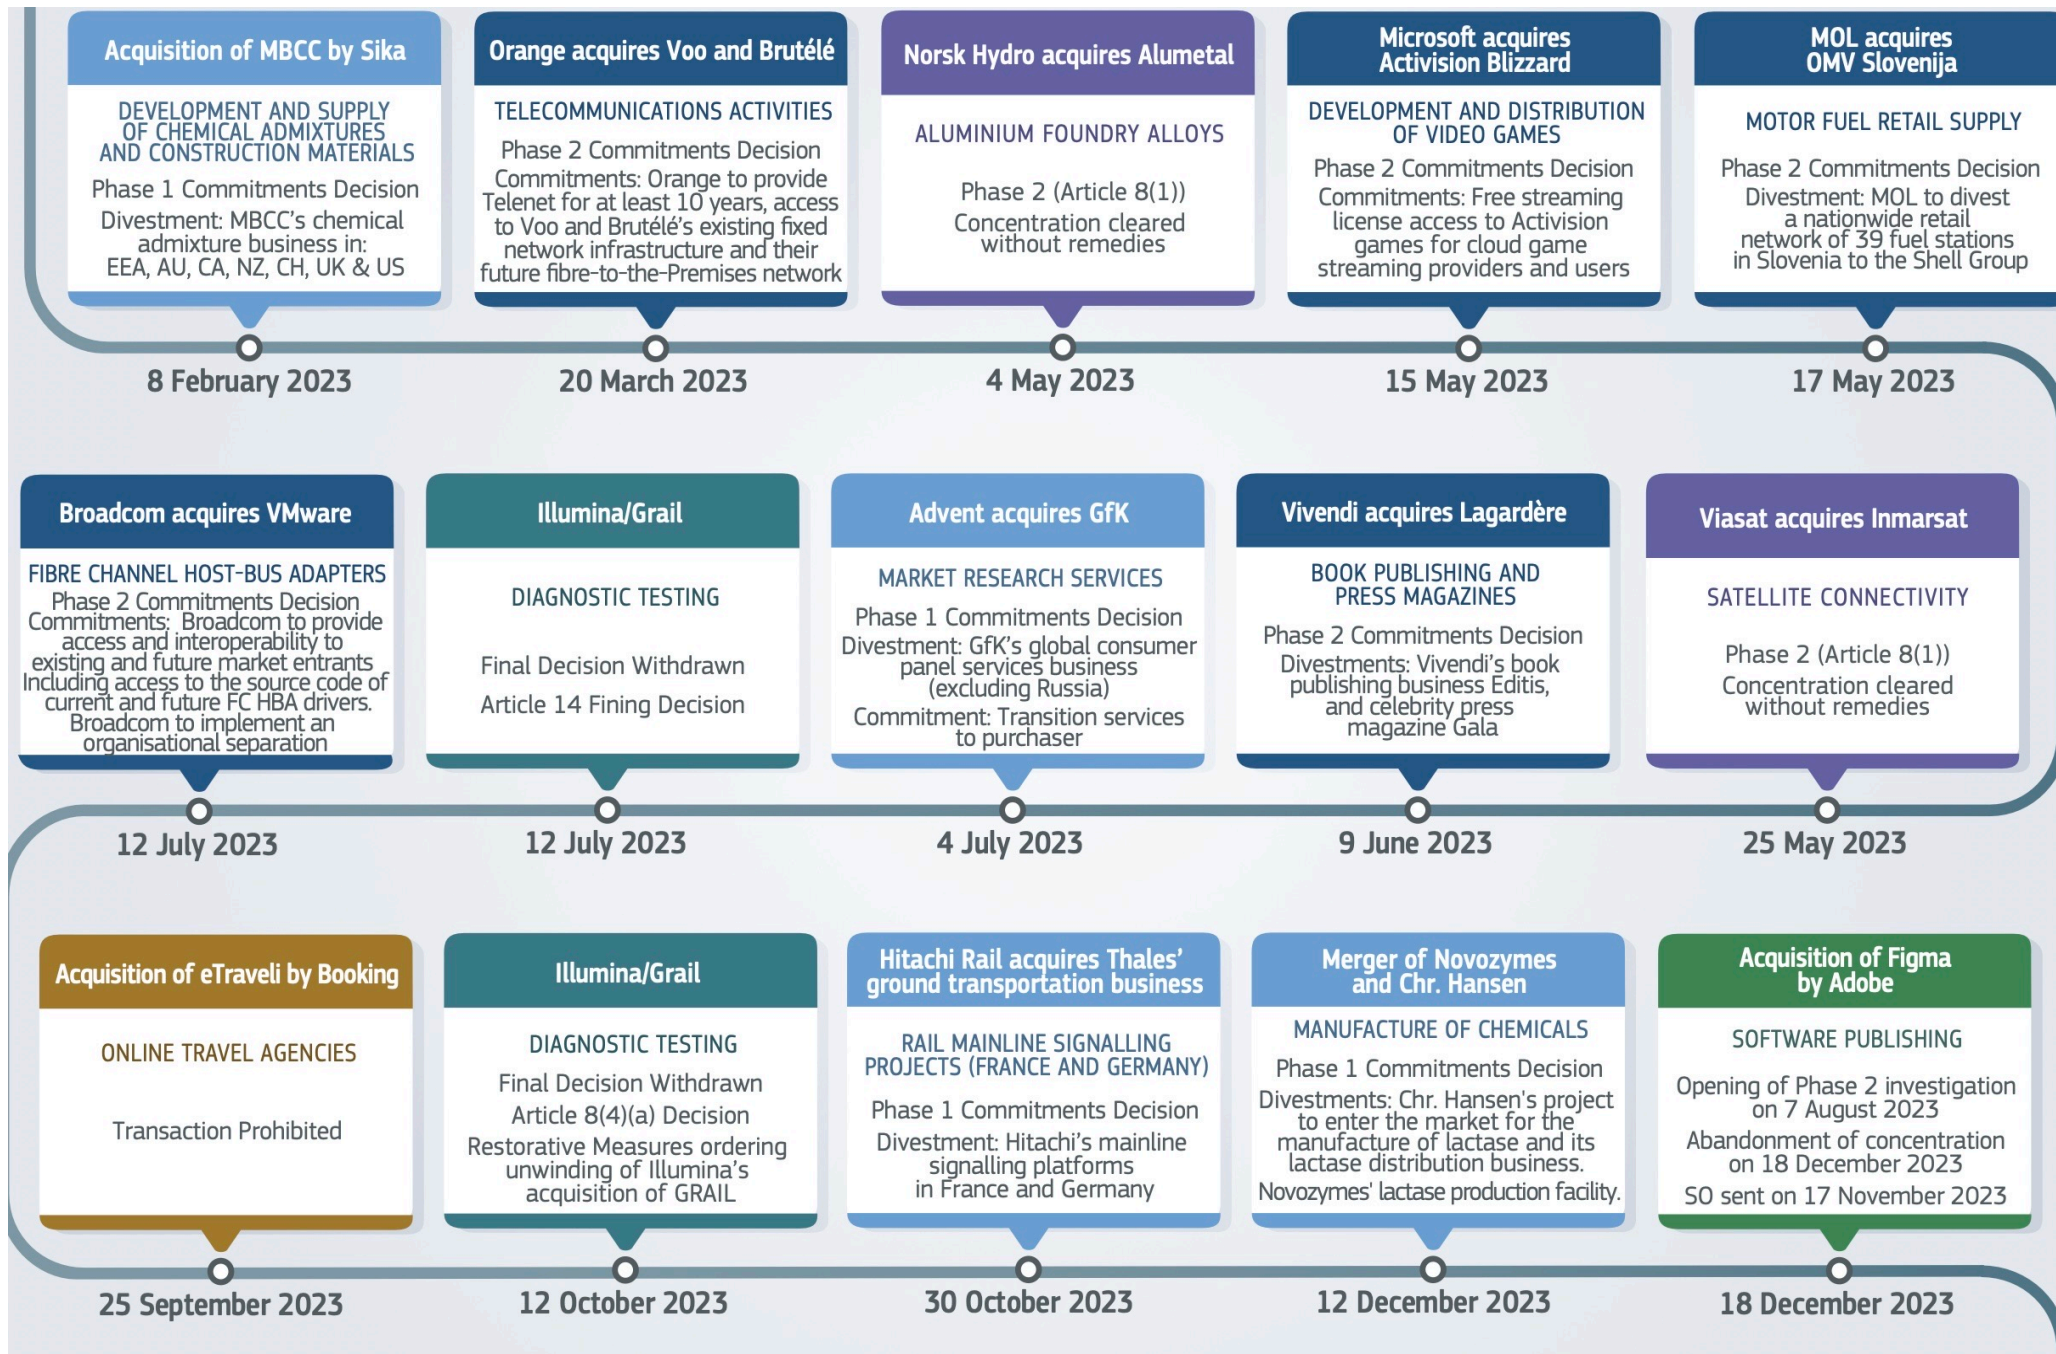 Acquisition of MBCC by Sika
DEVELOPMENT AND SUPPLY
OF CHEMICAL ADMIXTURES
AND CONSTRUCTION MATERIALS
Phase 1 Commitments Decision
Divestment: MBCC's chemical
admixture business in:
EEA, AU, CA, NZ, CH, UK & US
8 February 2023
Orange acquires Voo and Brutélé
TELECOMMUNICATIONS ACTIVITIES
Phase 2 Commitments Decision
Commitments: Orange to provide
Telenet for at least 10 years, access
to Voo and Brutélé's existing fixed
network infrastructure and their
future fibre-to-the-Premises network
20 March 2023
Norsk Hydro acquires Alumetal
ALUMINIUM FOUNDRY ALLOYS
Phase 2 (Article 8(1))
Concentration cleared
without remedies
4 May 2023
Microsoft acquires
Activision Blizzard
DEVELOPMENT AND DISTRIBUTION
OF VIDEO GAMES
Phase 2 Commitments Decision
Commitments: Free streaming
license access to Activision
games for cloud game
streaming providers and users
15 May 2023
MOL acquires
OMV Slovenija
MOTOR FUEL RETAIL SUPPLY
Phase 2 Commitments Decision
Divestment: MOL to divest
a nationwide retail
network of 39 fuel stations
in Slovenia to the Shell Group
17 May 2023
Broadcom acquires VMware
FIBRE CHANNEL HOST-BUS ADAPTERS
Phase 2 Commitments Decision
Commitments: Broadcom to provide
access and interoperability to
existing and future market entrants
Including access to the source code of
current and future FC HBA drivers.
Broadcom to implement an
organisational separation
12 July 2023
Illumina/Grail
DIAGNOSTIC TESTING
Final Decision Withdrawn
Article 14 Fining Decision
12 July 2023
Advent acquires GfK
MARKET RESEARCH SERVICES
Phase 1 Commitments Decision
Divestment: GfK's global consumer
panel services business
(excluding Russia)
Commitment: Transition services
to purchaser
4 July 2023
Vivendi acquires Lagardère
BOOK PUBLISHING AND
PRESS MAGAZINES
Phase 2 Commitments Decision
Divestments: Vivendi's book
publishing business Editis,
and celebrity press
magazine Gala
9 June 2023
Viasat acquires Inmarsat
SATELLITE CONNECTIVITY
Phase 2 (Article 8(1))
Concentration cleared
without remedies
25 May 2023
Acquisition of eTraveli by Booking
ONLINE TRAVEL AGENCIES
Transaction Prohibited
25 September 2023
Illumina/Grail
DIAGNOSTIC TESTING
Final Decision Withdrawn
Article 8(4)(a) Decision
Restorative Measures ordering
unwinding of Illumina's
acquisition of GRAIL
12 October 2023
Hitachi Rail acquires Thales'
ground transportation business
RAIL MAINLINE SIGNALLING
PROJECTS (FRANCE AND GERMANY)
Phase 1 Commitments Decision
Divestment: Hitachi's mainline
signalling platforms
in France and Germany
30 October 2023
Merger of Novozymes
and Chr. Hansen
MANUFACTURE OF CHEMICALS
Phase 1 Commitments Decision
Divestments: Chr. Hansen's project
to enter the market for the
manufacture of lactase and its
lactase distribution business.
Novozymes' lactase production facility.
12 December 2023
Acquisition of Figma
by Adobe
SOFTWARE PUBLISHING
Opening of Phase 2 investigation
on 7 August 2023
Abandonment of concentration
on 18 December 2023
SO sent on 17 November 2023
18 December 2023